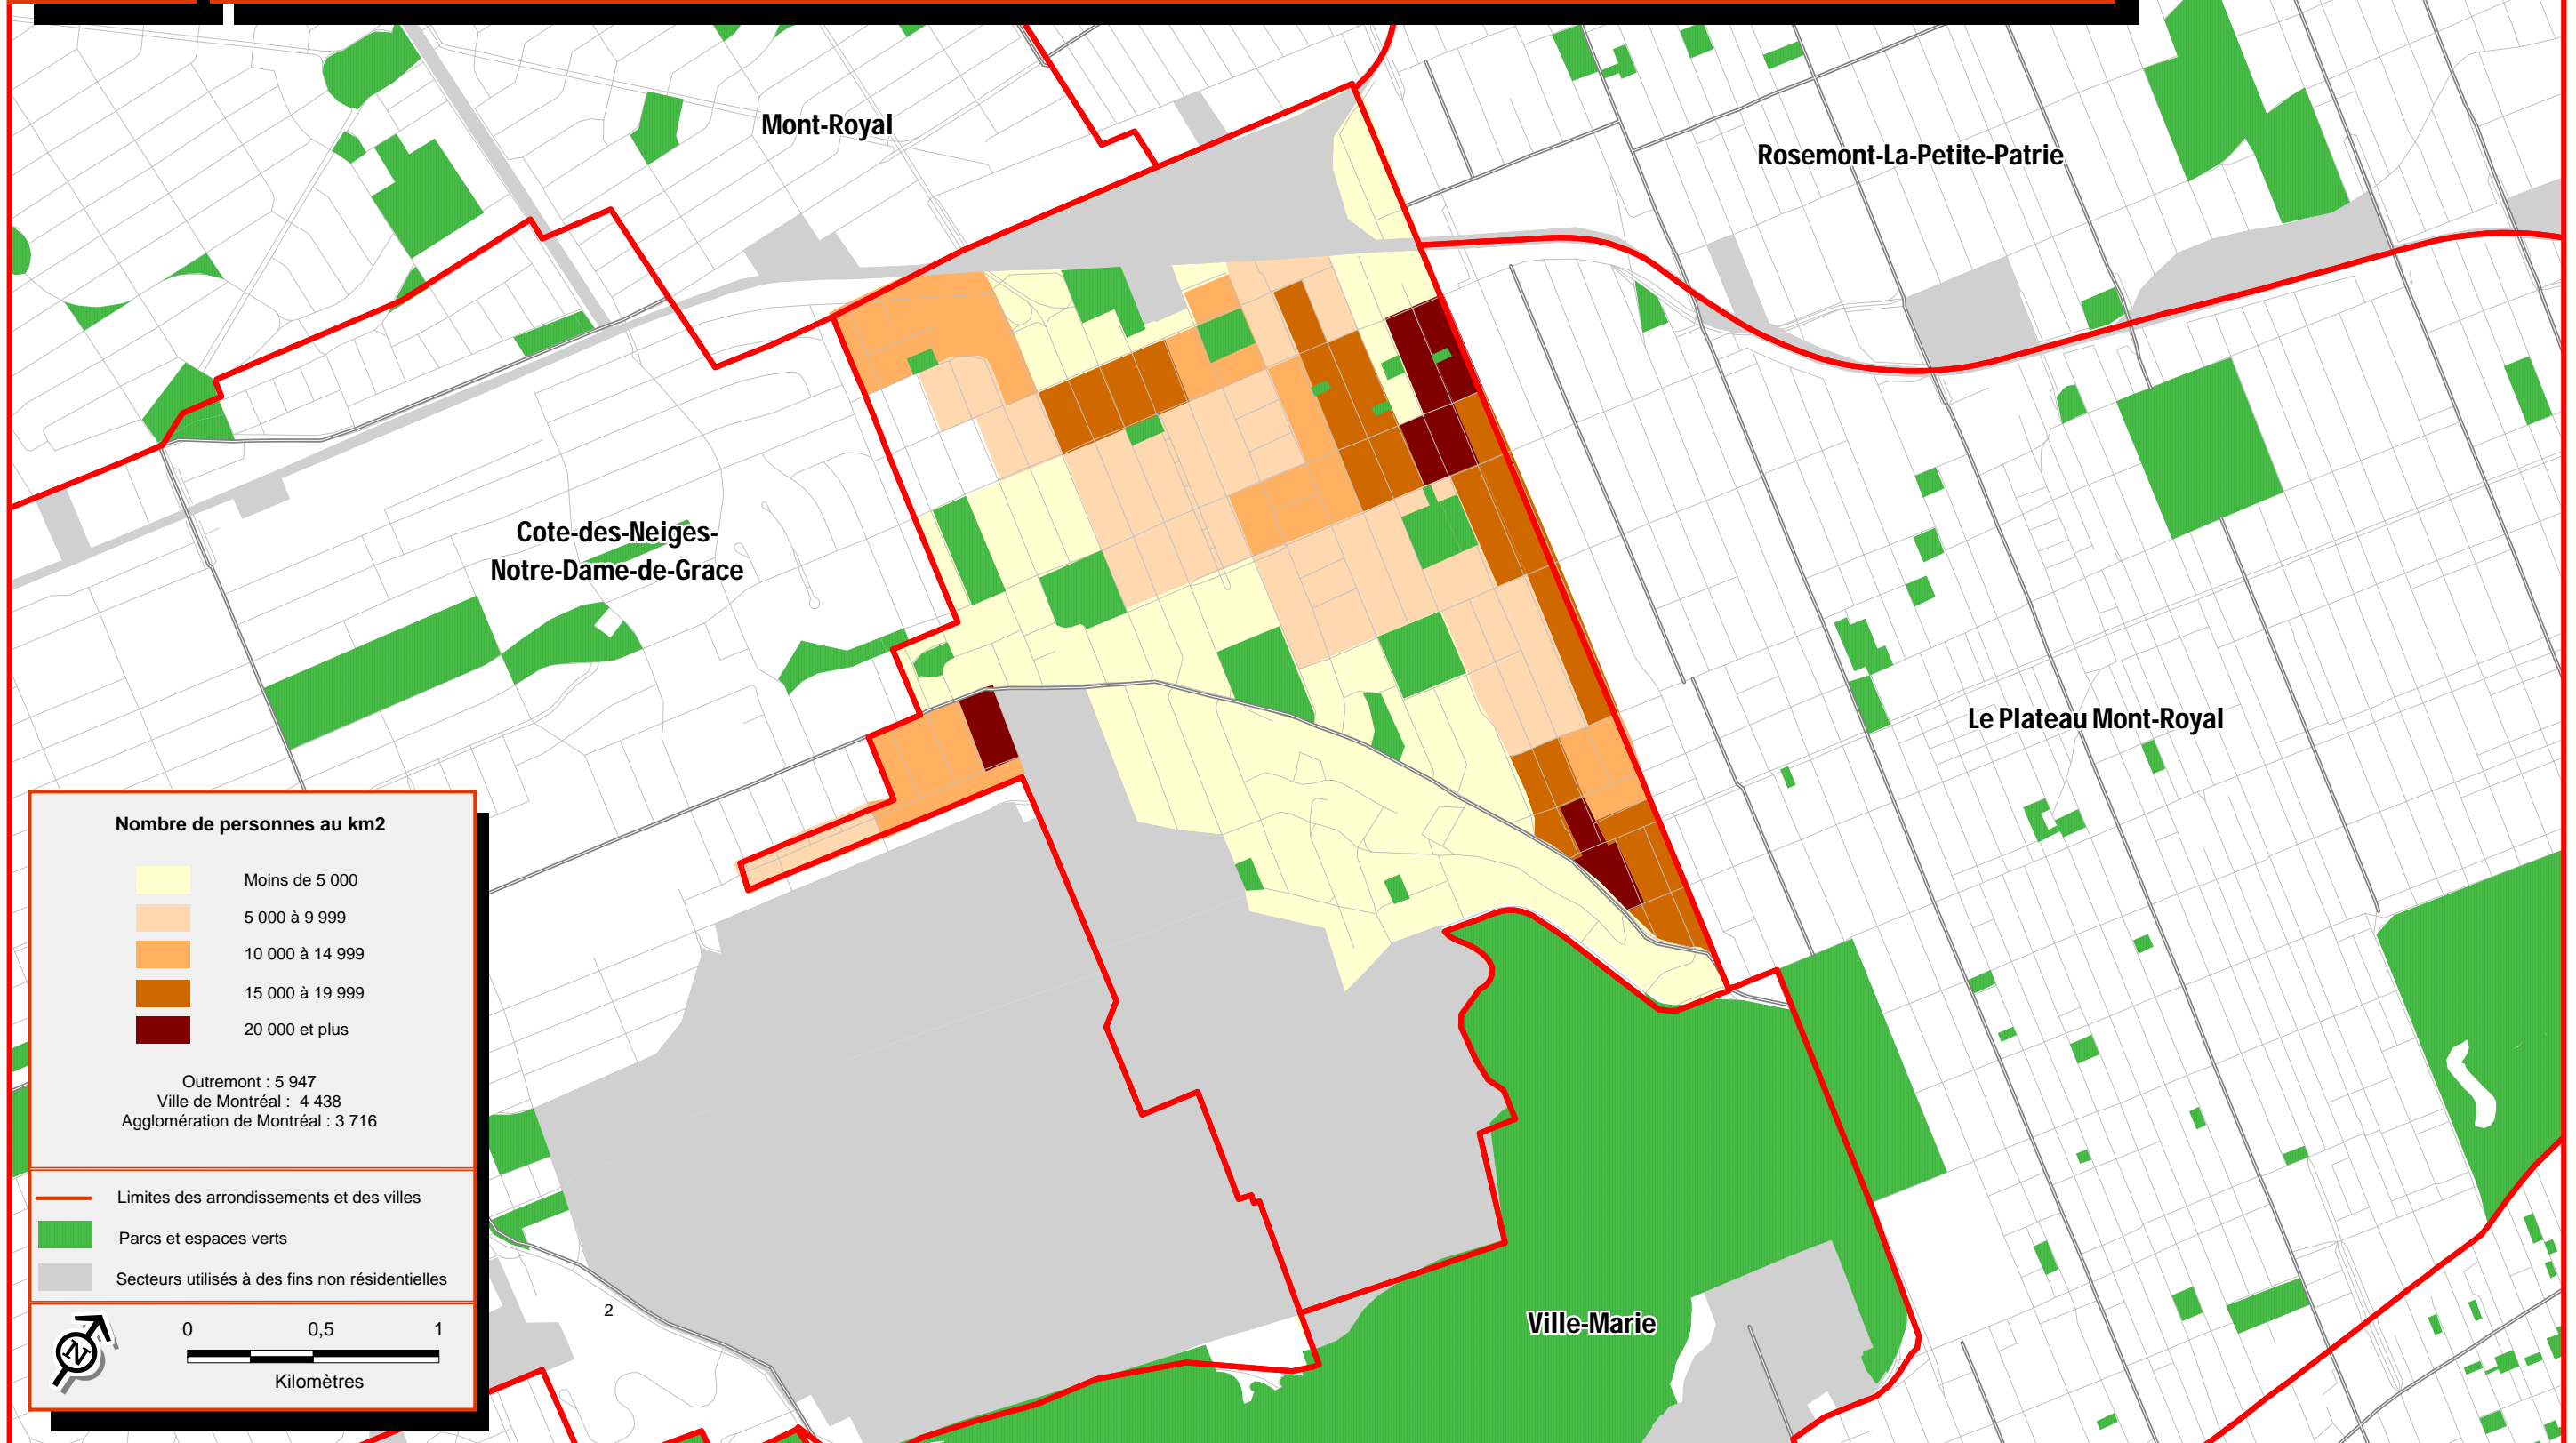 Mont-Royal
Rosemont-La-Petite-Patrie
Cote-des-Neiges-
Notre-Dame-de-Grace
Le Plateau Mont-Royal
Ville-Marie
Nombre de personnes au km2
Moins de 5 000
5 000 à 9 999
10 000 à 14 999
15 000 à 19 999
20 000 et plus
Outremont : 5 947
Ville de Montréal : 4 438
Agglomération de Montréal : 3 716
Limites des arrondissements et des villes
Parcs et espaces verts
Secteurs utilisés à des fins non résidentielles
N
0 0,5 1
Kilomètres
2